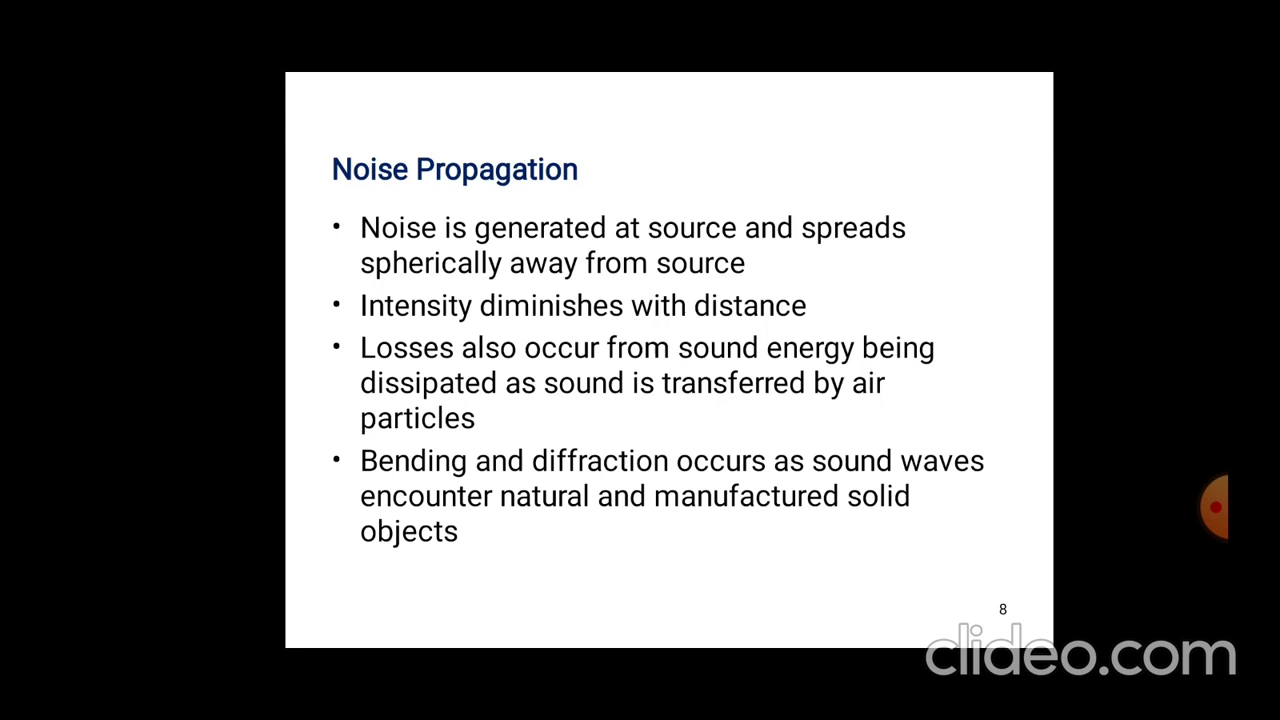 Noise Propagation
• Noise is generated at source and spreads
spherically away from source
• Intensity diminishes with distance
• Losses also occur from sound energy being
dissipated as sound is transferred by air
particles
• Bending and diffraction occurs as sound waves
encounter natural and manufactured solid
objects
8
clideo.com